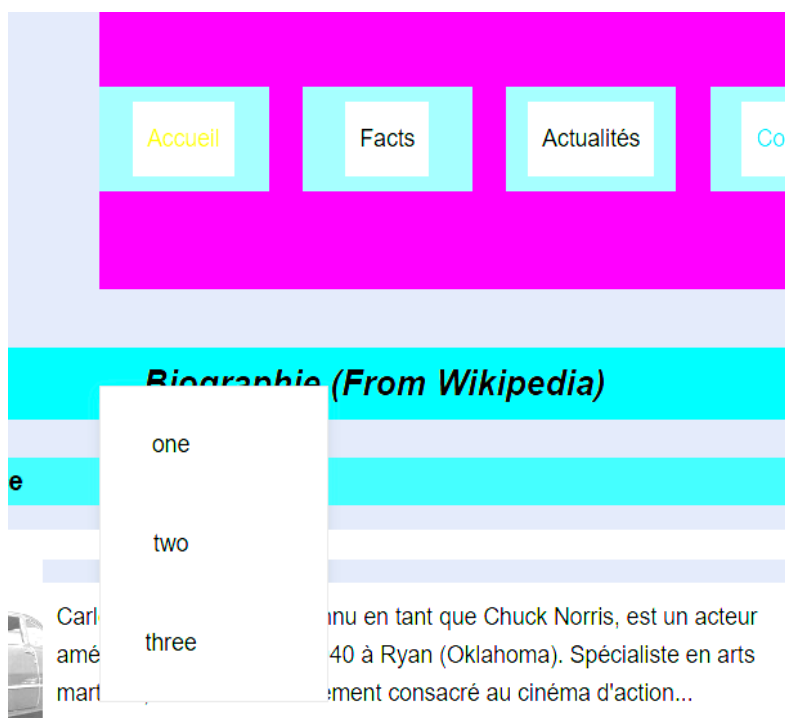 Accueil Facts Actualités Co
Biographie (From Wikipedia)
one
e
two
Carl nnu en tant que Chuck Norris, est un acteur
three
amé 40 à Ryan (Oklahoma). Spécialiste en arts
mart ement consacré au cinéma d'action...